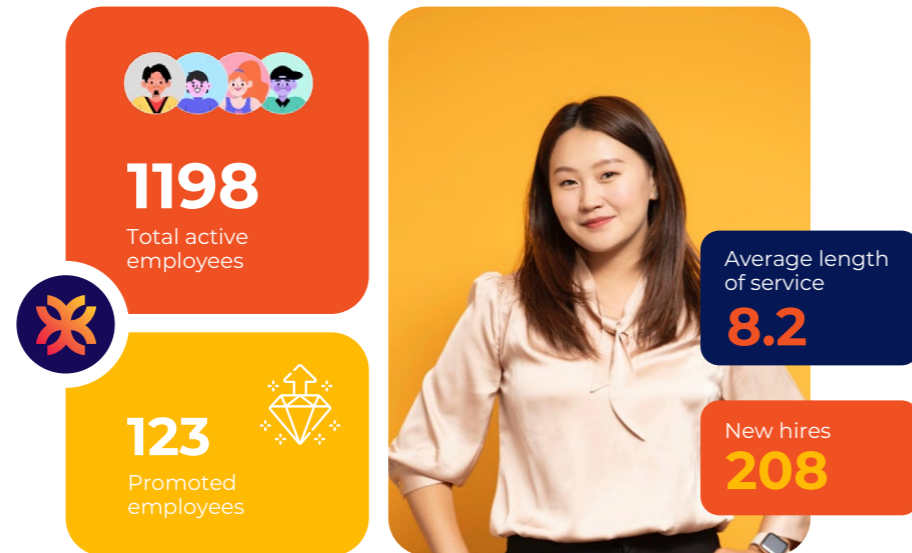 1198
Total active
employees
123
Promoted
employees
Average length
of service
8.2
New hires
208